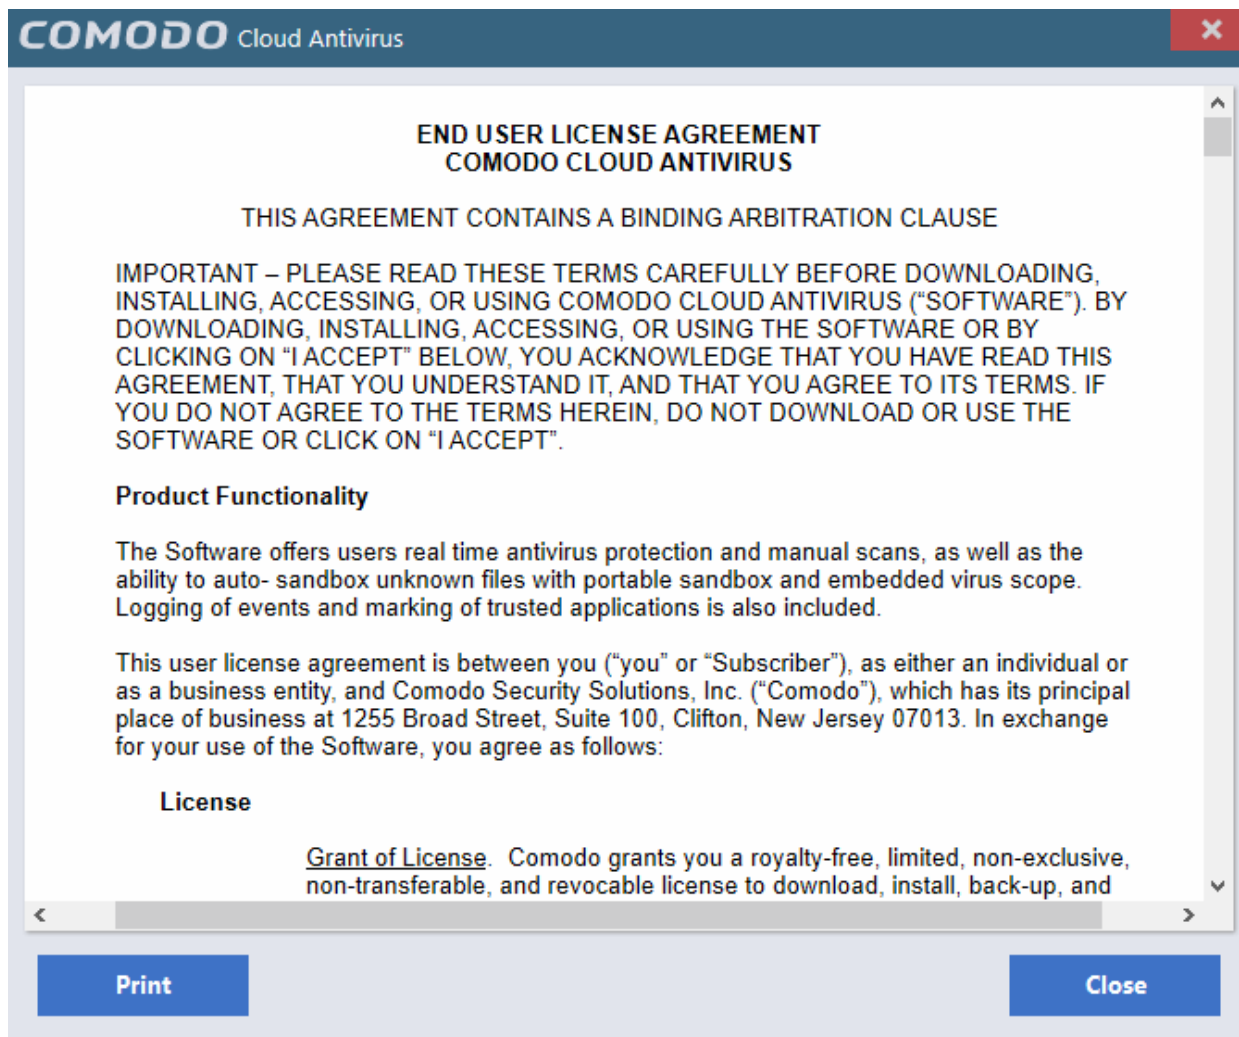 COMODO Cloud Antivirus
END USER LICENSE AGREEMENT
COMODO CLOUD ANTIVIRUS
THIS AGREEMENT CONTAINS A BINDING ARBITRATION CLAUSE
IMPORTANT – PLEASE READ THESE TERMS CAREFULLY BEFORE DOWNLOADING,
INSTALLING, ACCESSING, OR USING COMODO CLOUD ANTIVIRUS (“SOFTWARE”). BY
DOWNLOADING, INSTALLING, ACCESSING, OR USING THE SOFTWARE OR BY
CLICKING ON “I ACCEPT” BELOW, YOU ACKNOWLEDGE THAT YOU HAVE READ THIS
AGREEMENT, THAT YOU UNDERSTAND IT, AND THAT YOU AGREE TO ITS TERMS. IF
YOU DO NOT AGREE TO THE TERMS HEREIN, DO NOT DOWNLOAD OR USE THE
SOFTWARE OR CLICK ON “I ACCEPT”.
Product Functionality
The Software offers users real time antivirus protection and manual scans, as well as the
ability to auto- sandbox unknown files with portable sandbox and embedded virus scope.
Logging of events and marking of trusted applications is also included.
This user license agreement is between you (“you” or “Subscriber”), as either an individual or
as a business entity, and Comodo Security Solutions, Inc. (“Comodo”), which has its principal
place of business at 1255 Broad Street, Suite 100, Clifton, New Jersey 07013. In exchange
for your use of the Software, you agree as follows:
License
Grant of License.  Comodo grants you a royalty-free, limited, non-exclusive,
non-transferable, and revocable license to download, install, back-up, and
Print
Close